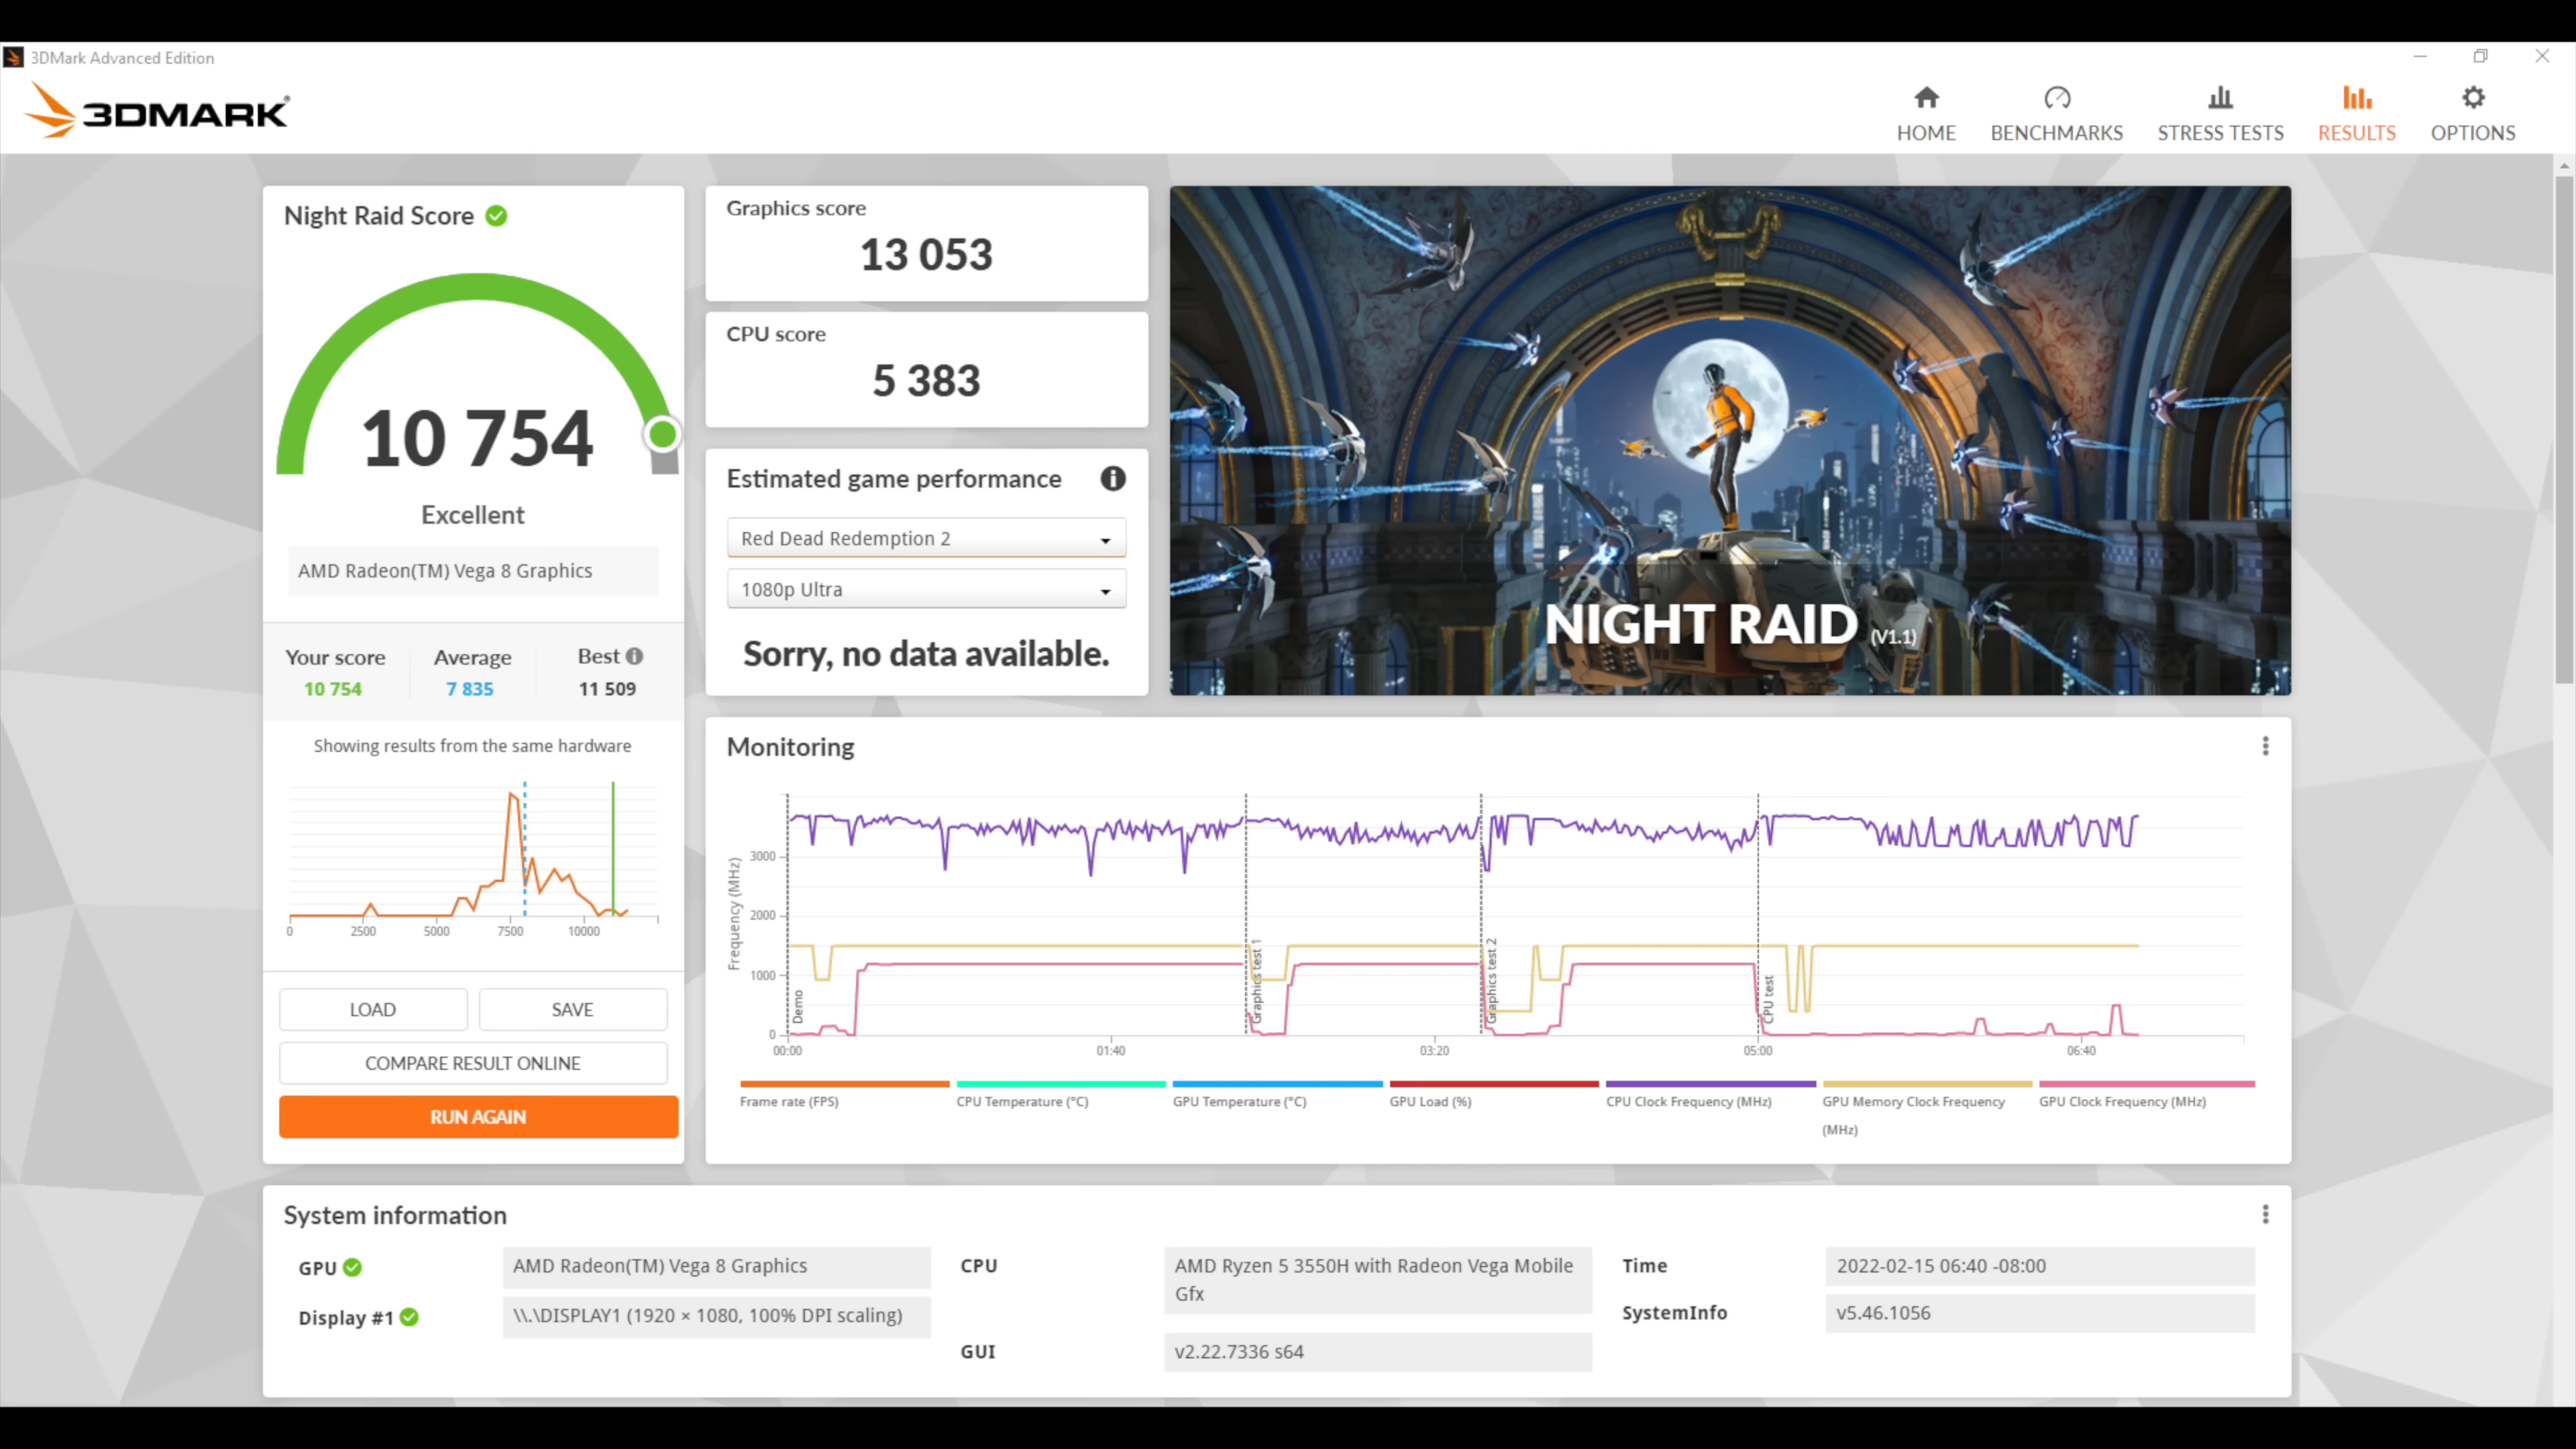 3DMark Advanced Edition
3DMARK®
HOME
BENCHMARKS
STRESS TESTS
RESULTS
OPTIONS
Night Raid Score
10 754
Excellent
AMD Radeon(TM) Vega 8 Graphics
Your score
10 754
Average
7 835
Best
11 509
Showing results from the same hardware
0
2500
5000
7500
10000
LOAD
SAVE
COMPARE RESULT ONLINE
RUN AGAIN
Graphics score
13 053
CPU score
5 383
Estimated game performance
Red Dead Redemption 2
1080p Ultra
Sorry, no data available.
NIGHT RAID (V1.1)
Monitoring
Frequency (MHz)
3000
2000
1000
0
Demo
Graphics test 1
Graphics test 2
CPU test
00:00
01:40
03:20
05:00
06:40
Frame rate (FPS)
CPU Temperature (°C)
GPU Temperature (°C)
GPU Load (%)
CPU Clock Frequency (MHz)
GPU Memory Clock Frequency
(MHz)
GPU Clock Frequency (MHz)
System information
GPU
AMD Radeon(TM) Vega 8 Graphics
Display #1
\\.\DISPLAY1 (1920 × 1080, 100% DPI scaling)
CPU
AMD Ryzen 5 3550H with Radeon Vega Mobile
Gfx
GUI
v2.22.7336 s64
Time
2022-02-15 06:40 -08:00
SystemInfo
v5.46.1056